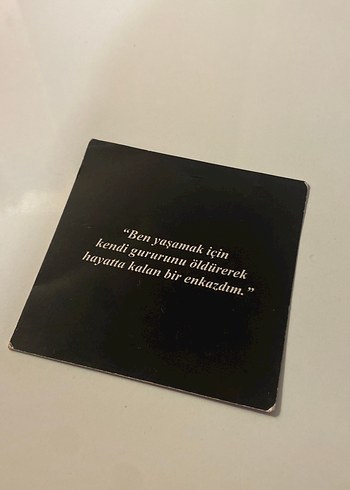 “Ben yaşamak için
kendi gururunu öldürerek
hayatta kalan bir enkazdım.”